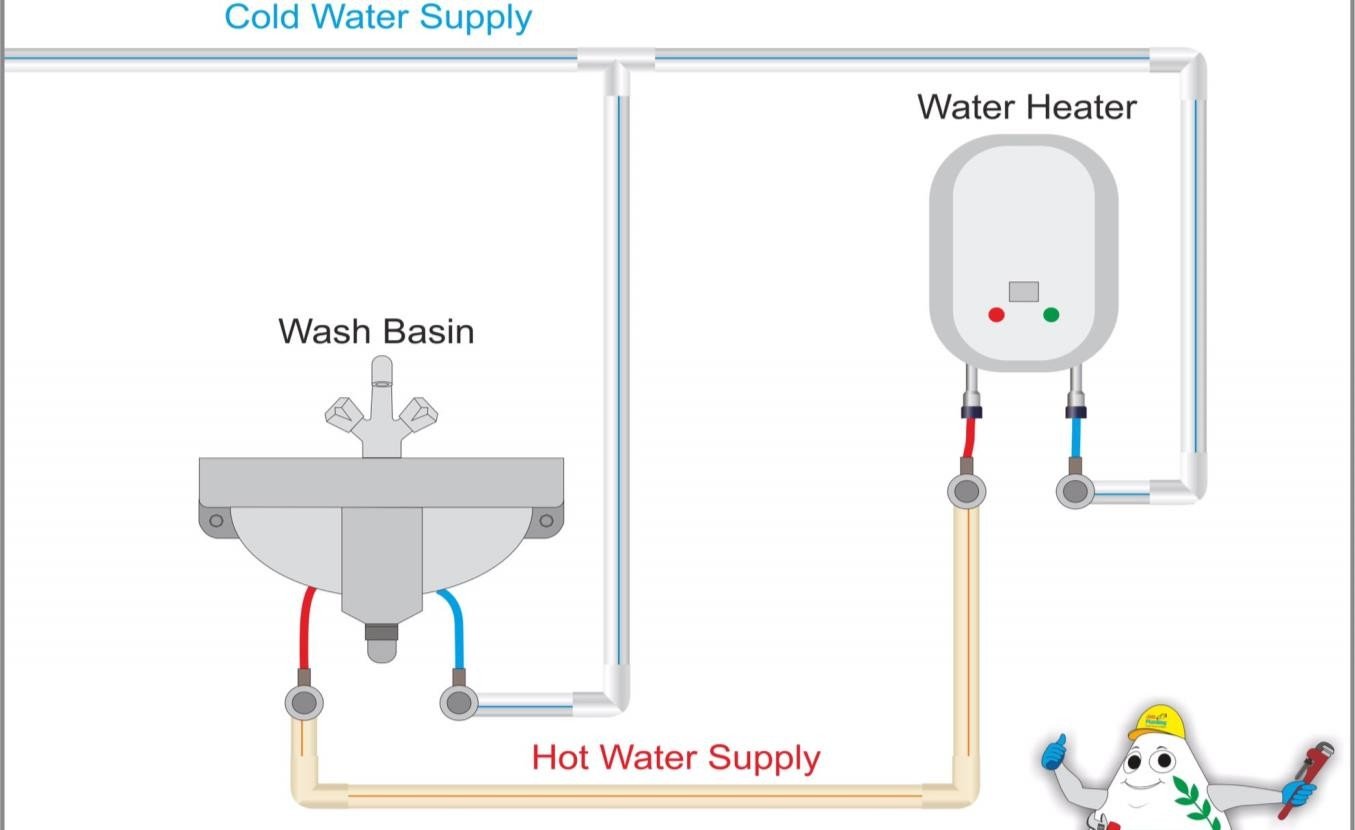 Cold Water Supply
Water Heater
Wash Basin
Hot Water Supply